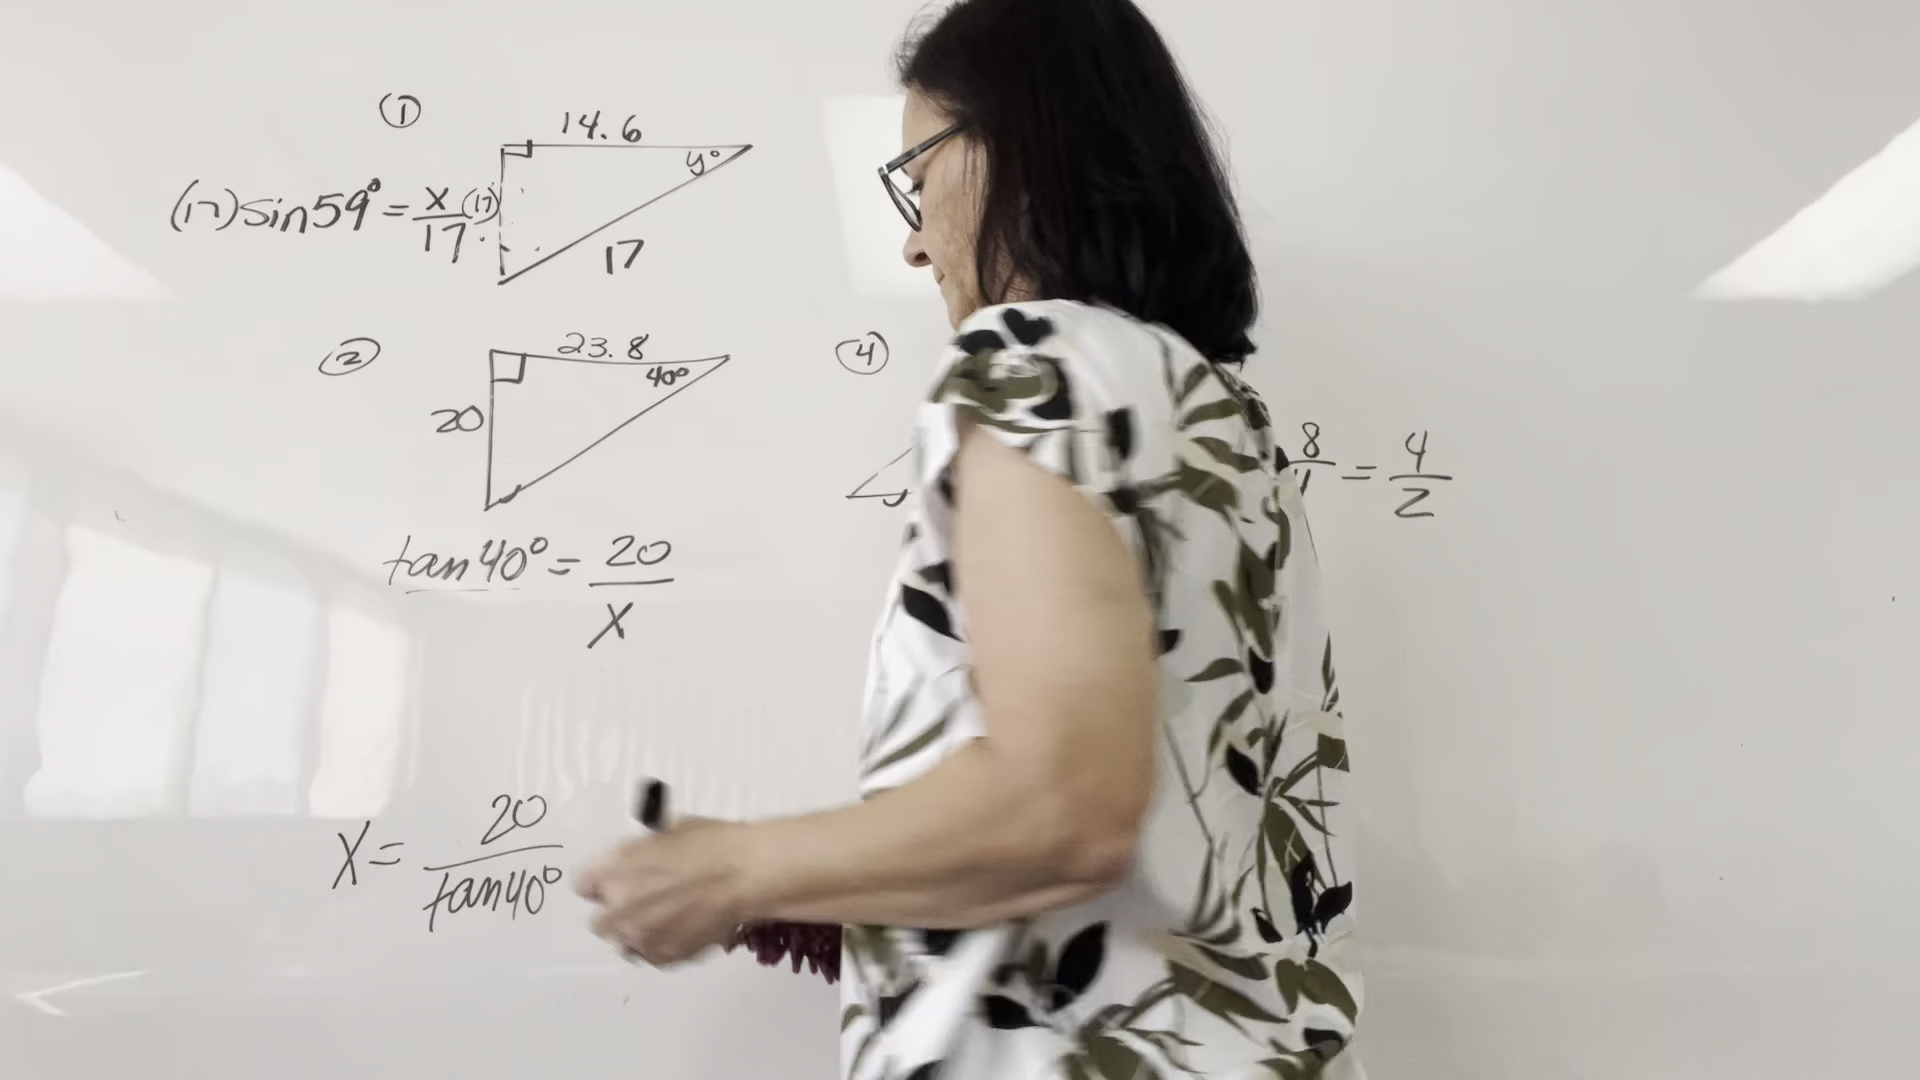 ①
14.6
y°
(17) sin59° = x/17 (17)
17
②
23.8
40°
20
tan40° = 20/x
x = 20/tan40°
④
8/4 = 4/2